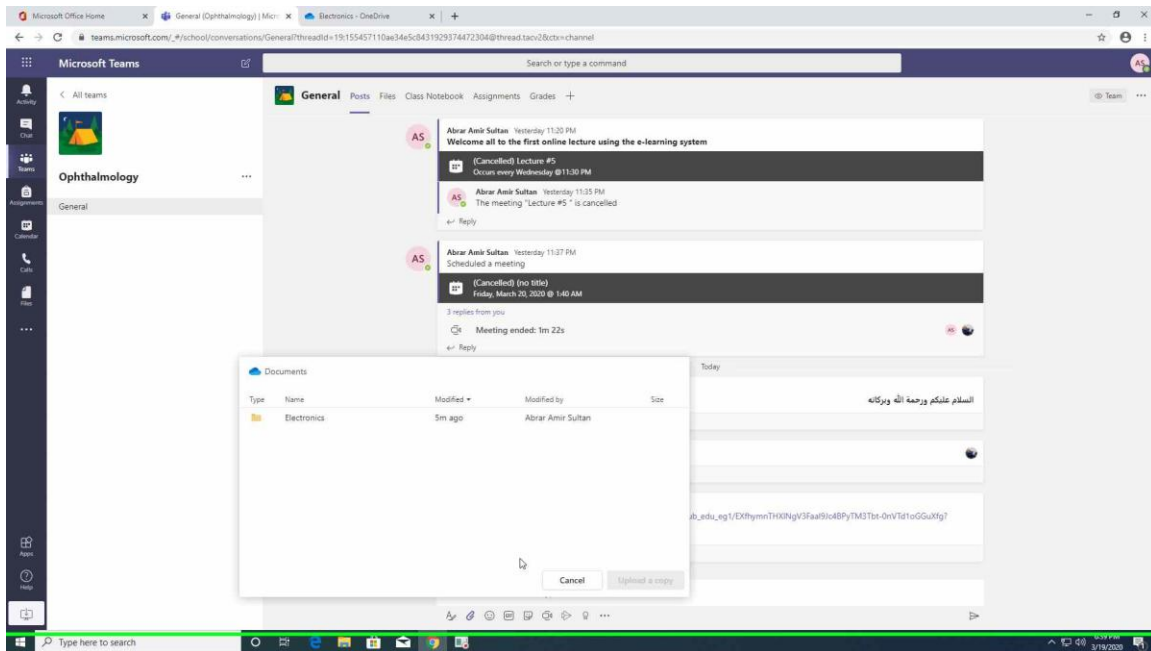 Microsoft Office Home
General (Ophthalmology) | Micr
Electronics - OneDrive
teams.microsoft.com/_#/school/conversations/General?threadId=19:155457110ae34e5c8431929374472304@thread.tacv2&ctx=channel
Microsoft Teams
Search or type a command
AS
Activity
Chat
Teams
Assignments
Calendar
Calls
Files
Apps
Help
All teams
Ophthalmology
General
General Posts Files Class Notebook Assignments Grades
Team
AS
Abrar Amir Sultan Yesterday 11:20 PM
Welcome all to the first online lecture using the e-learning system
(Cancelled) Lecture #5
Occurs every Wednesday @11:30 PM
AS
Abrar Amir Sultan Yesterday 11:35 PM
The meeting "Lecture #5 " is cancelled
Reply
AS
Abrar Amir Sultan Yesterday 11:37 PM
Scheduled a meeting
(Cancelled) (no title)
Friday, March 20, 2020 @ 1:40 AM
3 replies from you
Meeting ended: 1m 22s
AS
Reply
Today
السلام عليكم ورحمة الله وبركاته
Documents
Type Name Modified Modified by Size
Electronics 5m ago Abrar Amir Sultan
Cancel Upload a copy
Type here to search
3/19/2020